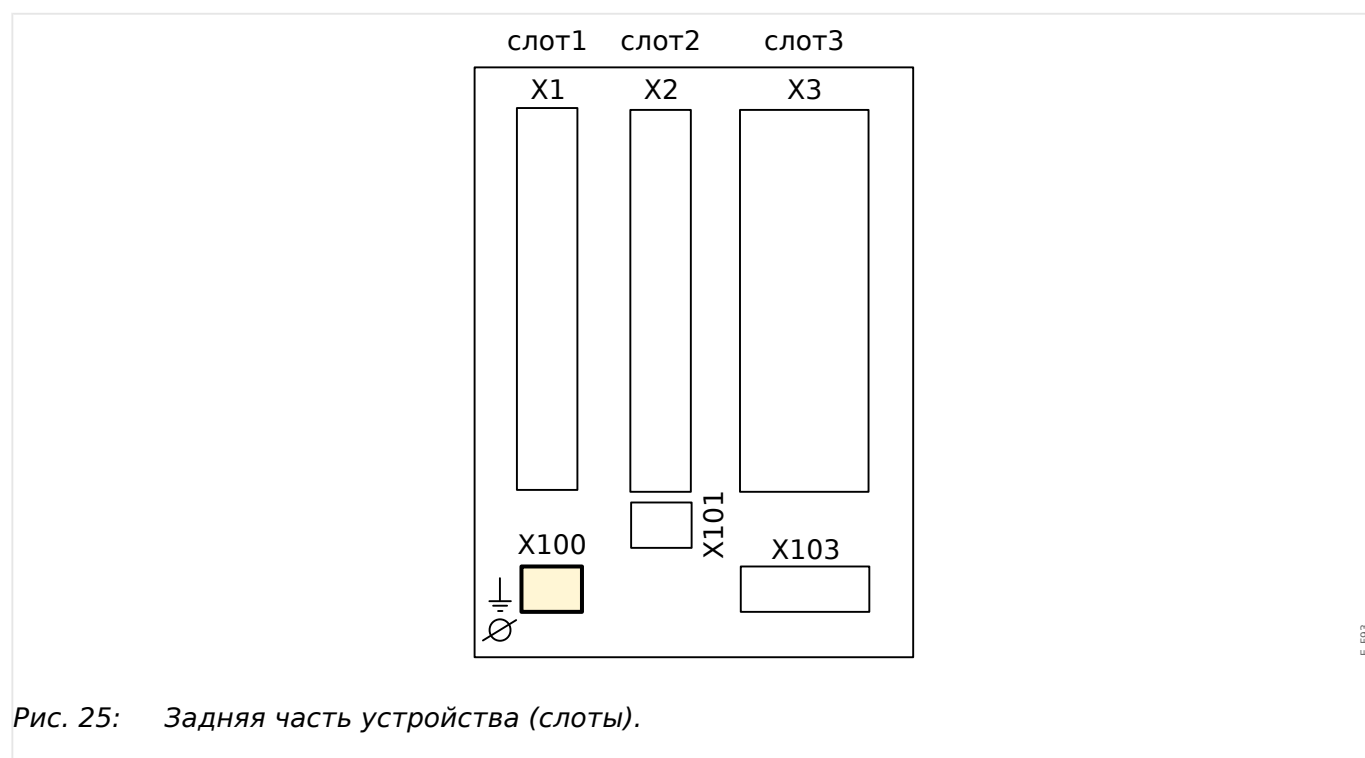 слот1 слот2 слот3
X1 X2 X3
X101
X100 X103
Рис. 25: Задняя часть устройства (слоты).